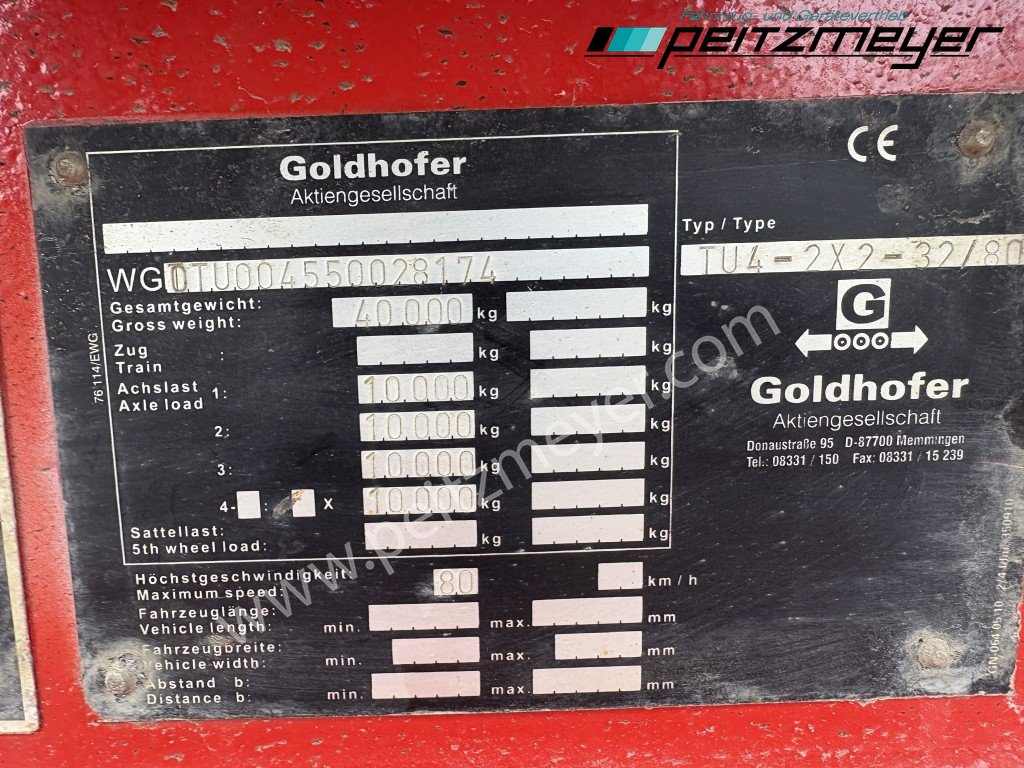 Fahrzeug- und Gerätevertrieb
peitzmeyer
CE
Goldhofer
Aktiengesellschaft
Typ / Type
TU4-2X2-32/80
WG0TU004550028174
Gesamtgewicht:
Gross weight: 40.000 kg kg
Zug
Train : kg kg
Achslast
Axle load 1: 10.000 kg kg
2: 10.000 kg kg
3: 10.000 kg kg
4- : X 10.000 kg kg
Sattellast:
5th wheel load: kg kg
76114/EWG
G
Goldhofer
Aktiengesellschaft
Donaustraße 95 D-87700 Memmingen
Tel.: 08331 / 150 Fax: 08331 / 15 239
Höchstgeschwindigkeit:
Maximum speed: 80 km / h
Fahrzeuglänge:
Vehicle length: min. max. mm
Fahrzeugbreite:
Vehicle width: min. max. mm
Abstand b:
Distance b: min. max. mm
www.peitzmeyer.com